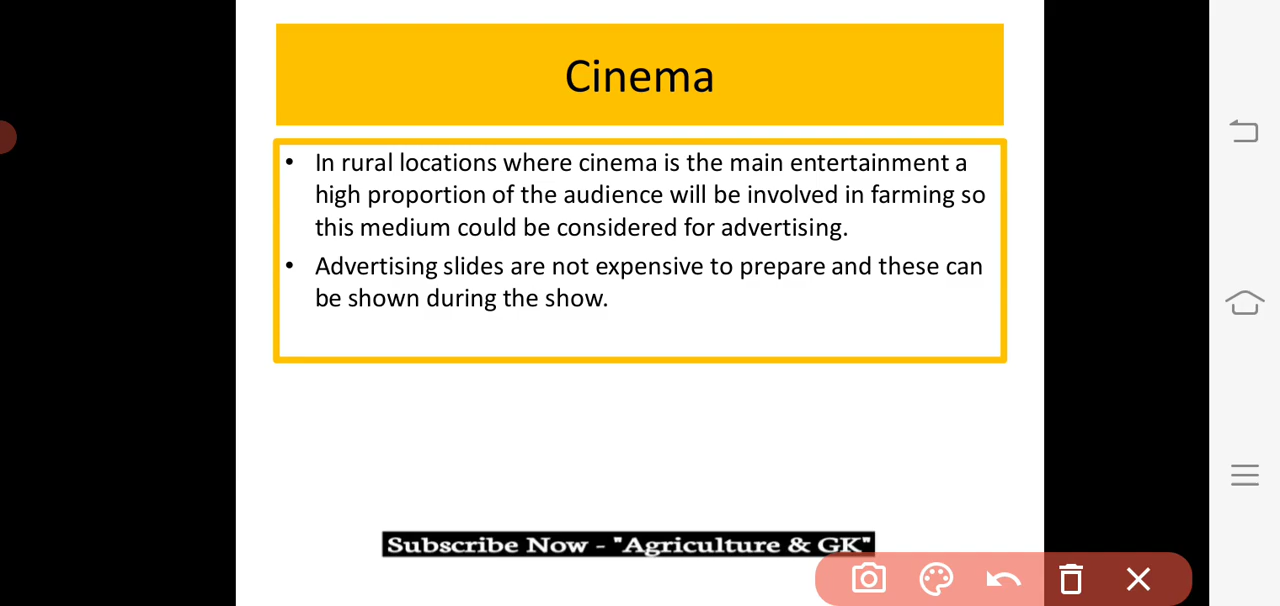 Cinema
• In rural locations where cinema is the main entertainment a
high proportion of the audience will be involved in farming so
this medium could be considered for advertising.
• Advertising slides are not expensive to prepare and these can
be shown during the show.
Subscribe Now - "Agriculture & GK"